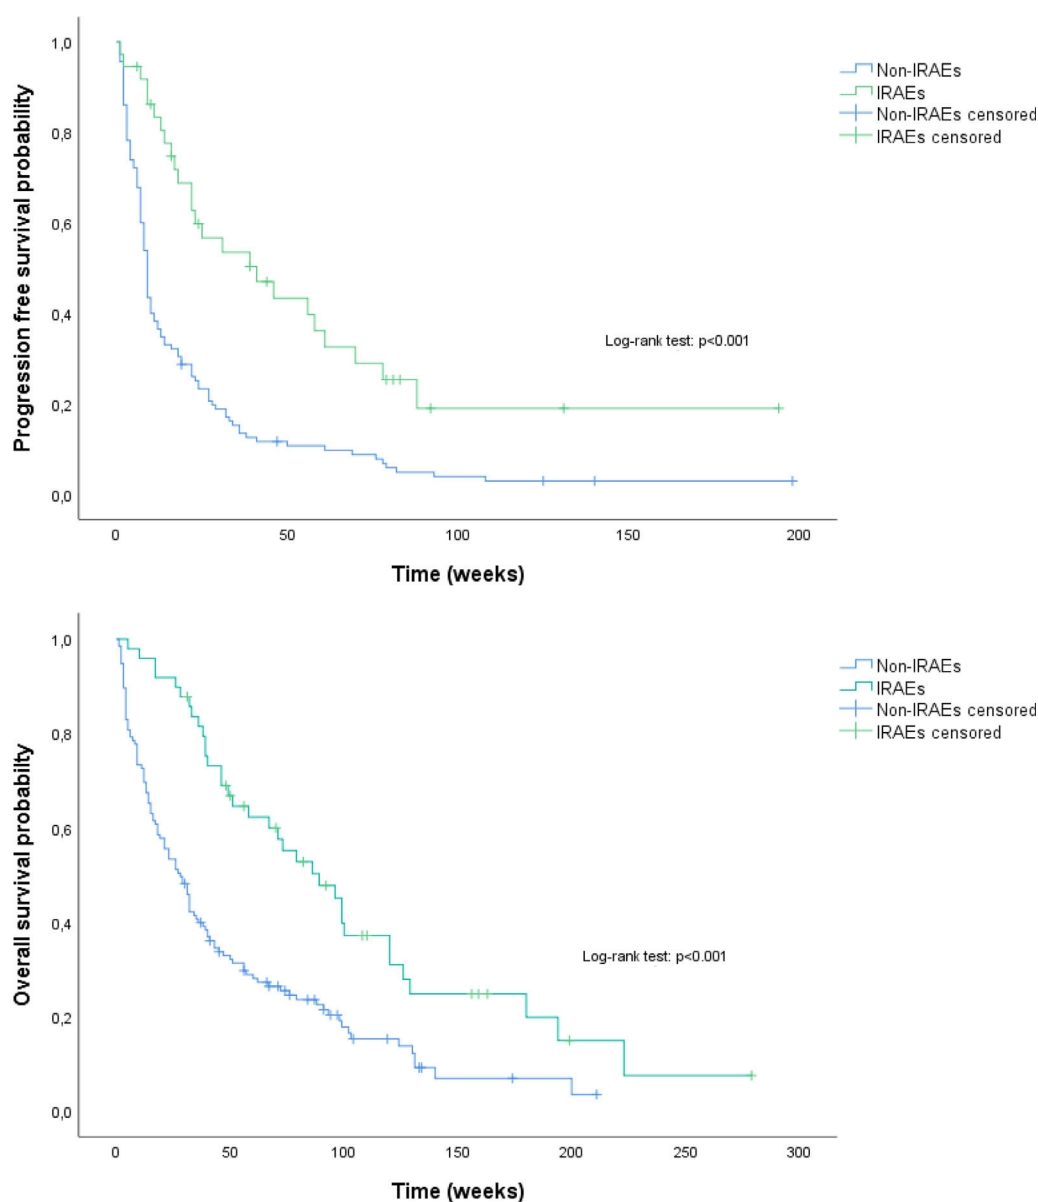 Progression free survival probability
1,0
0,8
0,6
0,4
0,2
0,0
0
50
100
150
200
Time (weeks)
Non-IRAEs
IRAEs
Non-IRAEs censored
IRAEs censored
Log-rank test: p<0.001
Overall survival probabilty
1,0
0,8
0,6
0,4
0,2
0,0
0
50
100
150
200
250
300
Time (weeks)
Non-IRAEs
IRAEs
Non-IRAEs censored
IRAEs censored
Log-rank test: p<0.001